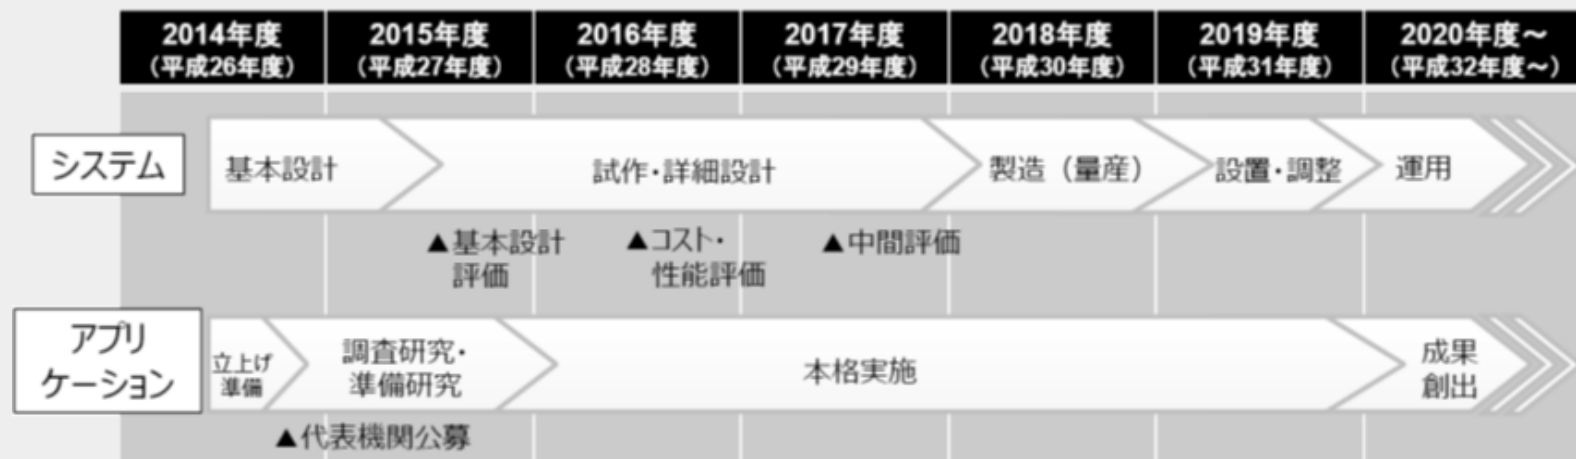 2014年度
（平成26年度）
2015年度
（平成27年度）
2016年度
（平成28年度）
2017年度
（平成29年度）
2018年度
（平成30年度）
2019年度
（平成31年度）
2020年度～
（平成32年度～）
システム
基本設計
試作・詳細設計
製造（量産）
設置・調整
運用
▲基本設計
評価
▲コスト・
性能評価
▲中間評価
アプリ
ケーション
立上げ
準備
調査研究・
準備研究
本格実施
成果
創出
▲代表機関公募